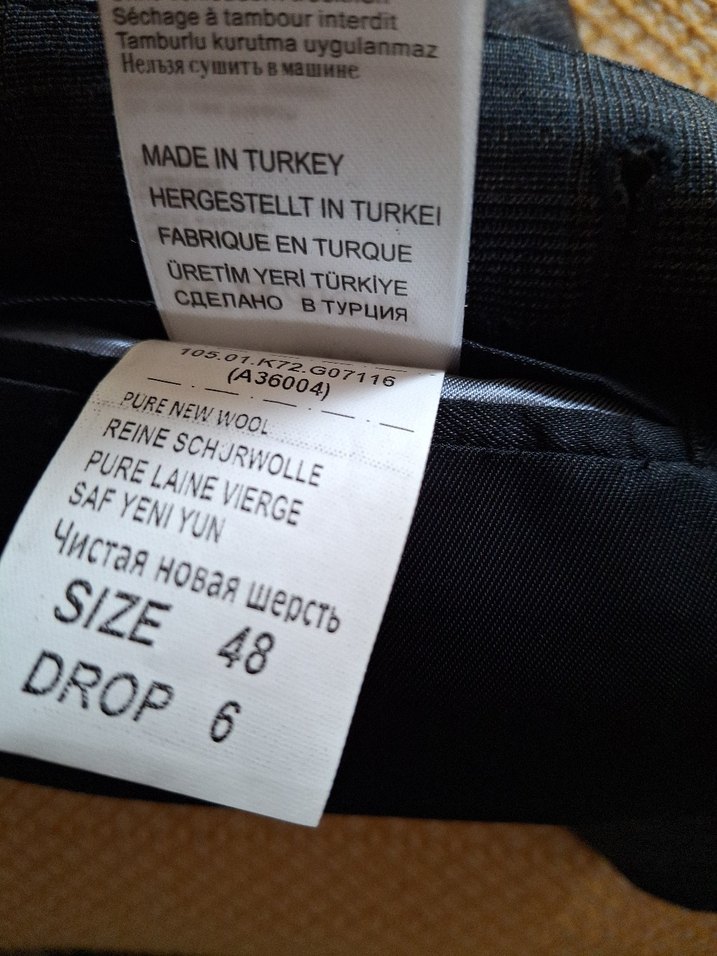 Séchage à tambour interdit
Tamburlu kurutma uygulanmaz
Нельзя сушить в машине
MADE IN TURKEY
HERGESTELLT IN TURKEI
FABRIQUE EN TURQUE
ÜRETİM YERİ TÜRKİYE
СДЕЛАНО В ТУРЦИЯ
105.01.K72.G07116
(A36004)
PURE NEW WOOL
REINE SCHURWOLLE
PURE LAINE VIERGE
SAF YENI YUN
Чистая новая шерсть
SIZE 48
DROP 6